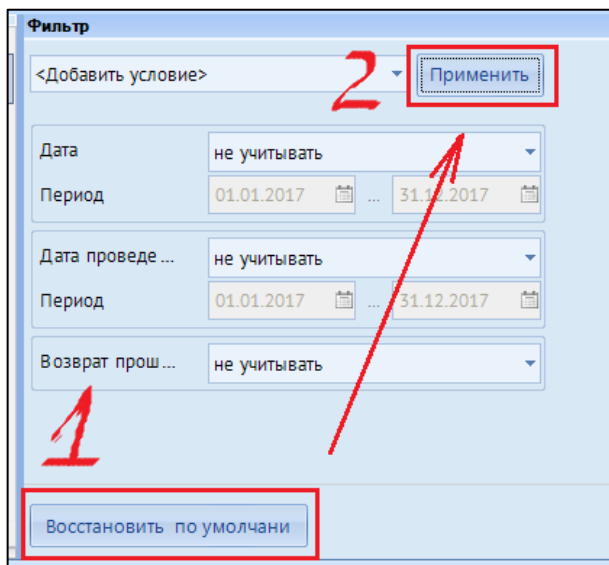 Фильтр
<Добавить условие> 2 Применить
Дата не учитывать
Период 01.01.2017 ... 31.12.2017
Дата проведе ... не учитывать
Период 01.01.2017 ... 31.12.2017
Возврат прош ... не учитывать
1
Восстановить по умолчани